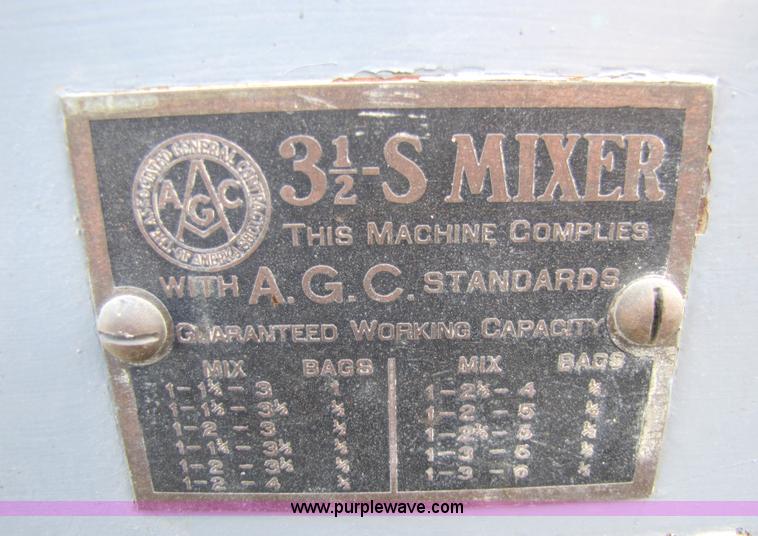 ASSOCIATED GENERAL CONTRACTORS OF AMERICA
A G C
3½-S MIXER
THIS MACHINE COMPLIES
WITH A.G.C. STANDARDS
GUARANTEED WORKING CAPACITY
MIX BAGS MIX BAGS
1-1½-3 1 1-2½-4
1-1½-3½ 1-2-5
1-2-3 1-2½-5
1-3½ 1-3-6
1-2-3½ 1-3-6
1-2-4
www.purplewave.com